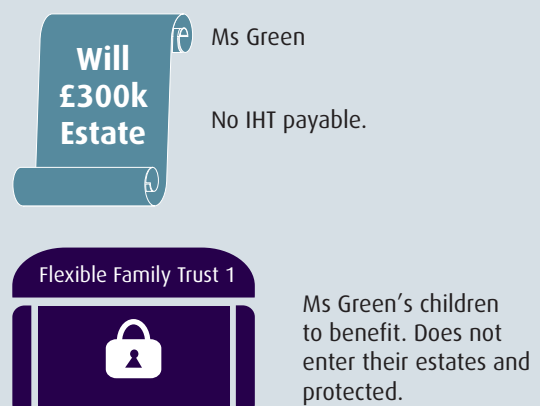 Will
£300k
Estate
Ms Green
No IHT payable.
Flexible Family Trust 1
Ms Green's children
to benefit. Does not
enter their estates and
protected.